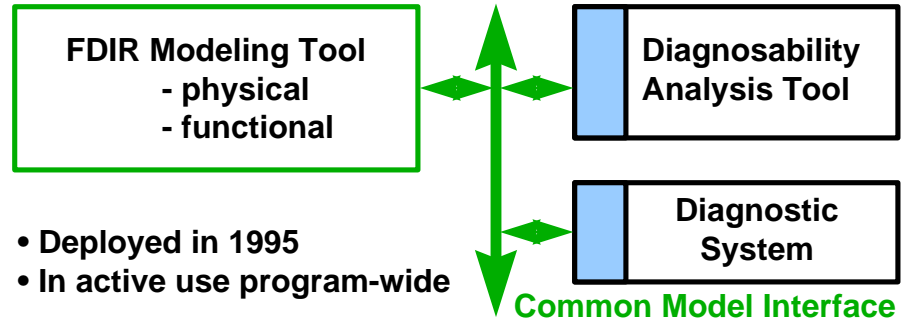 FDIR Modeling Tool
- physical
- functional
Diagnosability
Analysis Tool
Diagnostic
System
• Deployed in 1995
• In active use program-wide
Common Model Interface